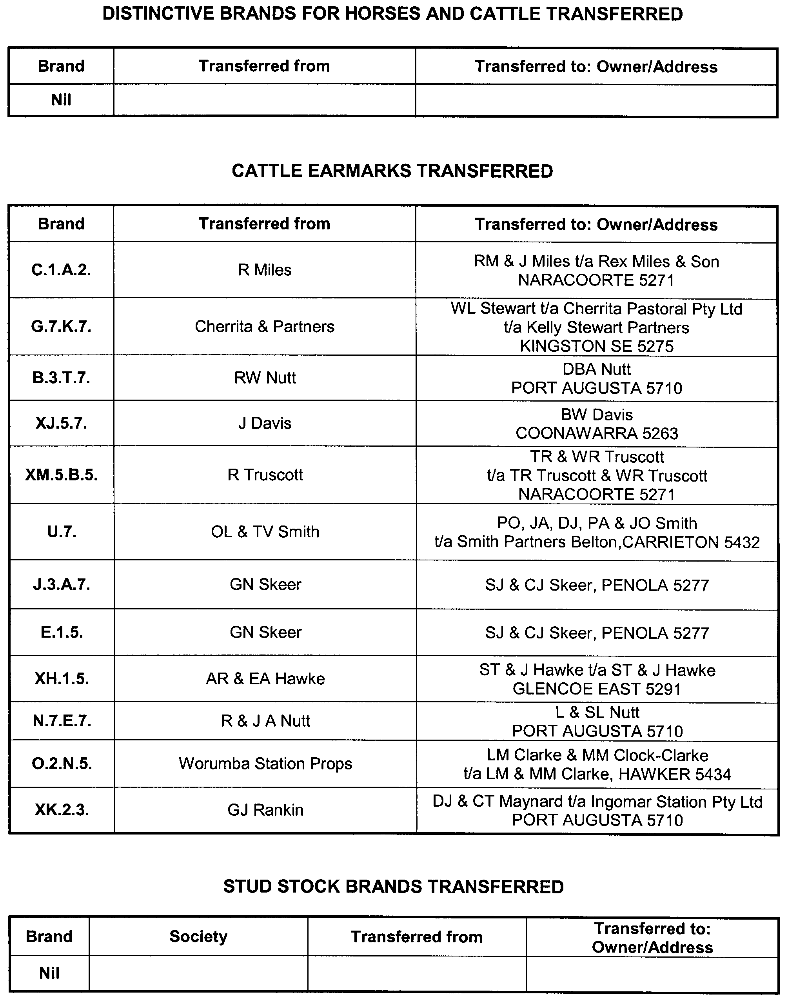 DISTINCTIVE BRANDS FOR HORSES AND CATTLE TRANSFERRED
Brand Transferred from Transferred to: Owner/Address
Nil
CATTLE EARMARKS TRANSFERRED
Brand Transferred from Transferred to: Owner/Address
C.1.A.2. R Miles RM & J Miles t/a Rex Miles & Son
NARACOORTE 5271
G.7.K.7. Cherrita & Partners WL Stewart t/a Cherrita Pastoral Pty Ltd
t/a Kelly Stewart Partners
KINGSTON SE 5275
B.3.T.7. RW Nutt DBA Nutt
PORT AUGUSTA 5710
XJ.5.7. J Davis BW Davis
COONAWARRA 5263
XM.5.B.5. R Truscott TR & WR Truscott
t/a TR Truscott & WR Truscott
NARACOORTE 5271
U.7. OL & TV Smith PO, JA, DJ, PA & JO Smith
t/a Smith Partners Belton,CARRIETON 5432
J.3.A.7. GN Skeer SJ & CJ Skeer, PENOLA 5277
E.1.5. GN Skeer SJ & CJ Skeer, PENOLA 5277
XH.1.5. AR & EA Hawke ST & J Hawke t/a ST & J Hawke
GLENCOE EAST 5291
N.7.E.7. R & J A Nutt L & SL Nutt
PORT AUGUSTA 5710
O.2.N.5. Worumba Station Props LM Clarke & MM Clock-Clarke
t/a LM & MM Clarke, HAWKER 5434
XK.2.3. GJ Rankin DJ & CT Maynard t/a Ingomar Station Pty Ltd
PORT AUGUSTA 5710
STUD STOCK BRANDS TRANSFERRED
Brand Society Transferred from Transferred to:
Owner/Address
Nil